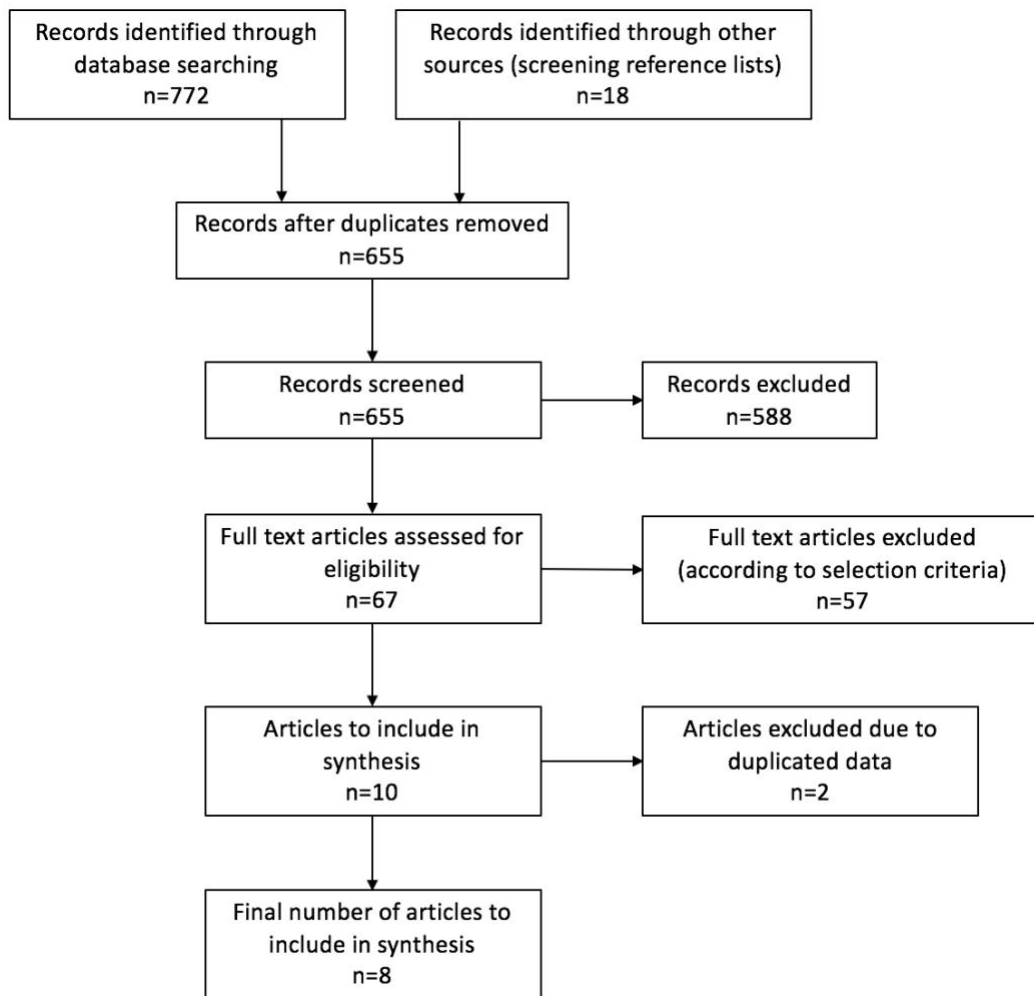 Records identified through
database searching
n=772
Records identified through other
sources (screening reference lists)
n=18
Records after duplicates removed
n=655
Records screened
n=655
Records excluded
n=588
Full text articles assessed for
eligibility
n=67
Full text articles excluded
(according to selection criteria)
n=57
Articles to include in
synthesis
n=10
Articles excluded due to
duplicated data
n=2
Final number of articles to
include in synthesis
n=8